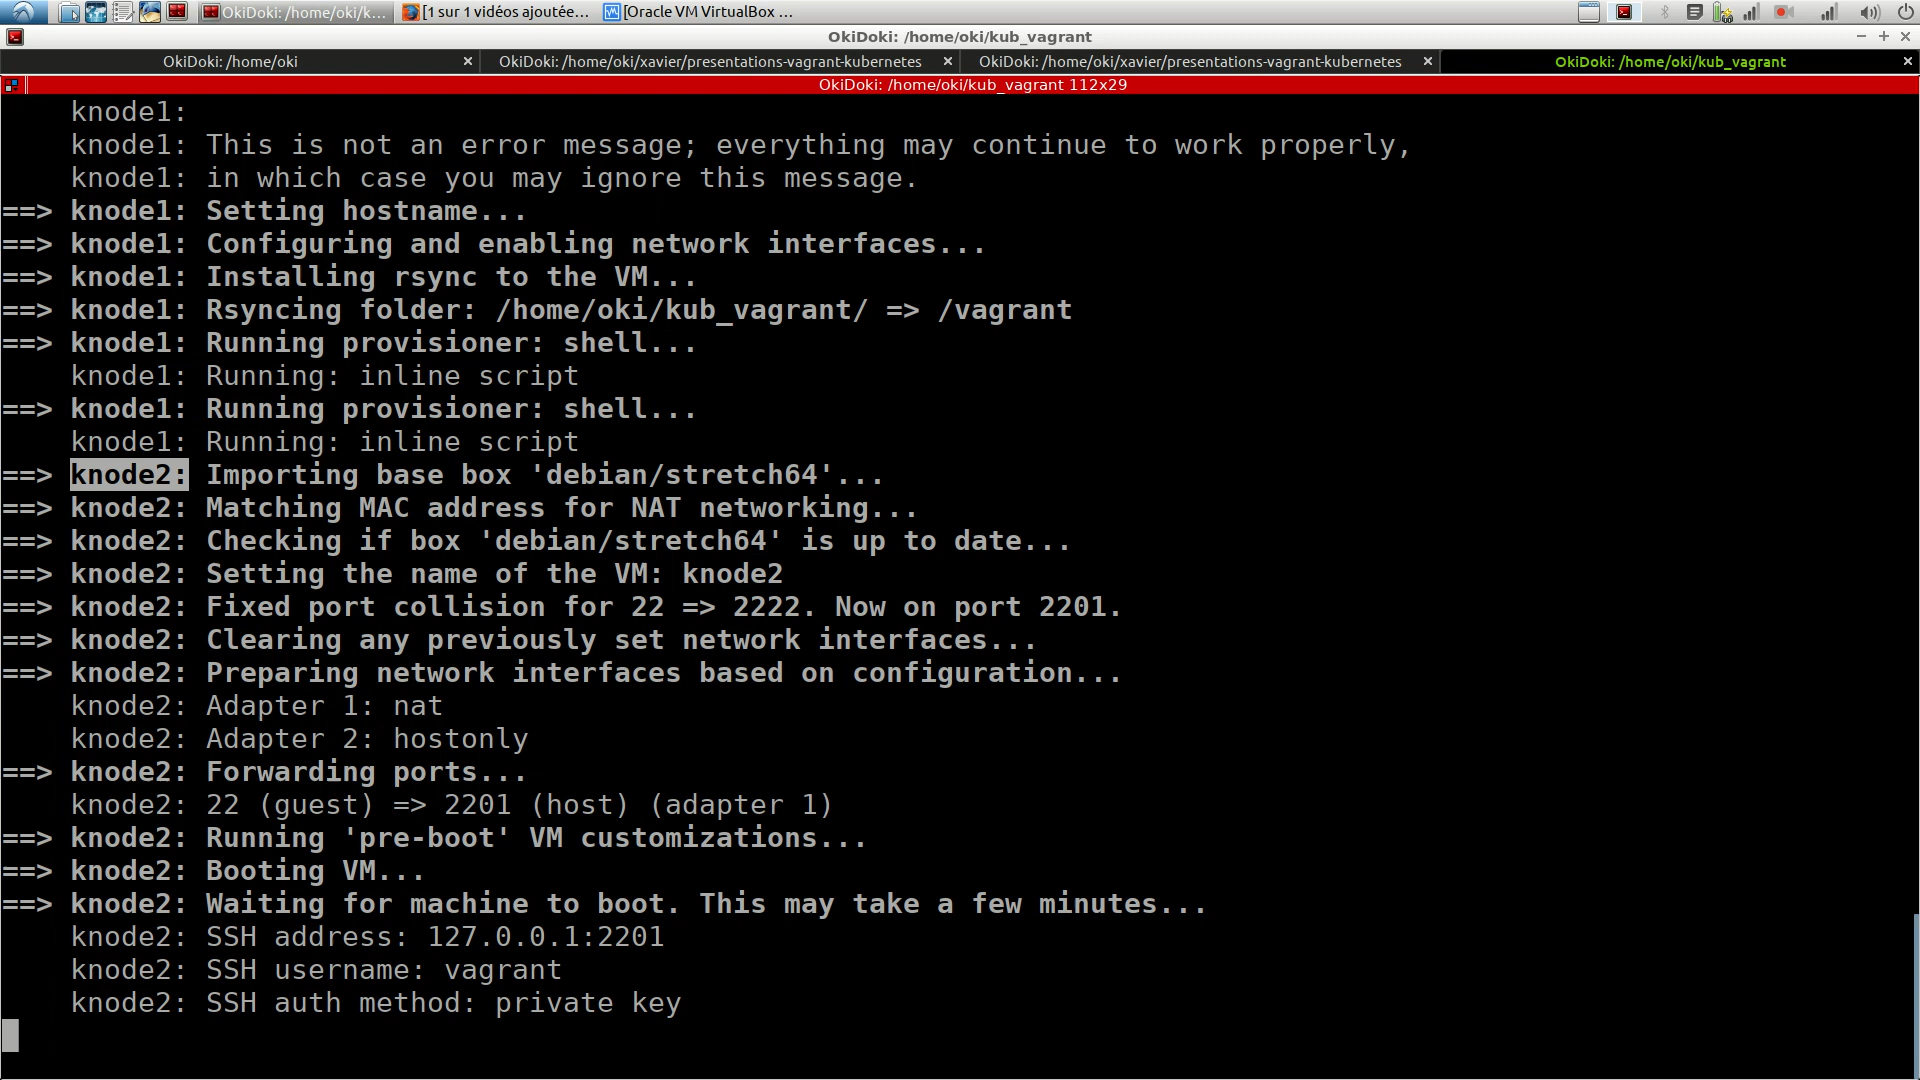 OkiDoki: /home/oki/k... [1 sur 1 vidéos ajoutée... [Oracle VM VirtualBox ...
OkiDoki: /home/oki/kub_vagrant
OkiDoki: /home/oki OkiDoki: /home/oki/xavier/presentations-vagrant-kubernetes OkiDoki: /home/oki/xavier/presentations-vagrant-kubernetes OkiDoki: /home/oki/kub_vagrant
OkiDoki: /home/oki/kub_vagrant 112x29
knode1:
knode1: This is not an error message; everything may continue to work properly,
knode1: in which case you may ignore this message.
==> knode1: Setting hostname...
==> knode1: Configuring and enabling network interfaces...
==> knode1: Installing rsync to the VM...
==> knode1: Rsyncing folder: /home/oki/kub_vagrant/ => /vagrant
==> knode1: Running provisioner: shell...
knode1: Running: inline script
==> knode1: Running provisioner: shell...
knode1: Running: inline script
==> knode2: Importing base box 'debian/stretch64'...
==> knode2: Matching MAC address for NAT networking...
==> knode2: Checking if box 'debian/stretch64' is up to date...
==> knode2: Setting the name of the VM: knode2
==> knode2: Fixed port collision for 22 => 2222. Now on port 2201.
==> knode2: Clearing any previously set network interfaces...
==> knode2: Preparing network interfaces based on configuration...
knode2: Adapter 1: nat
knode2: Adapter 2: hostonly
==> knode2: Forwarding ports...
knode2: 22 (guest) => 2201 (host) (adapter 1)
==> knode2: Running 'pre-boot' VM customizations...
==> knode2: Booting VM...
==> knode2: Waiting for machine to boot. This may take a few minutes...
knode2: SSH address: 127.0.0.1:2201
knode2: SSH username: vagrant
knode2: SSH auth method: private key